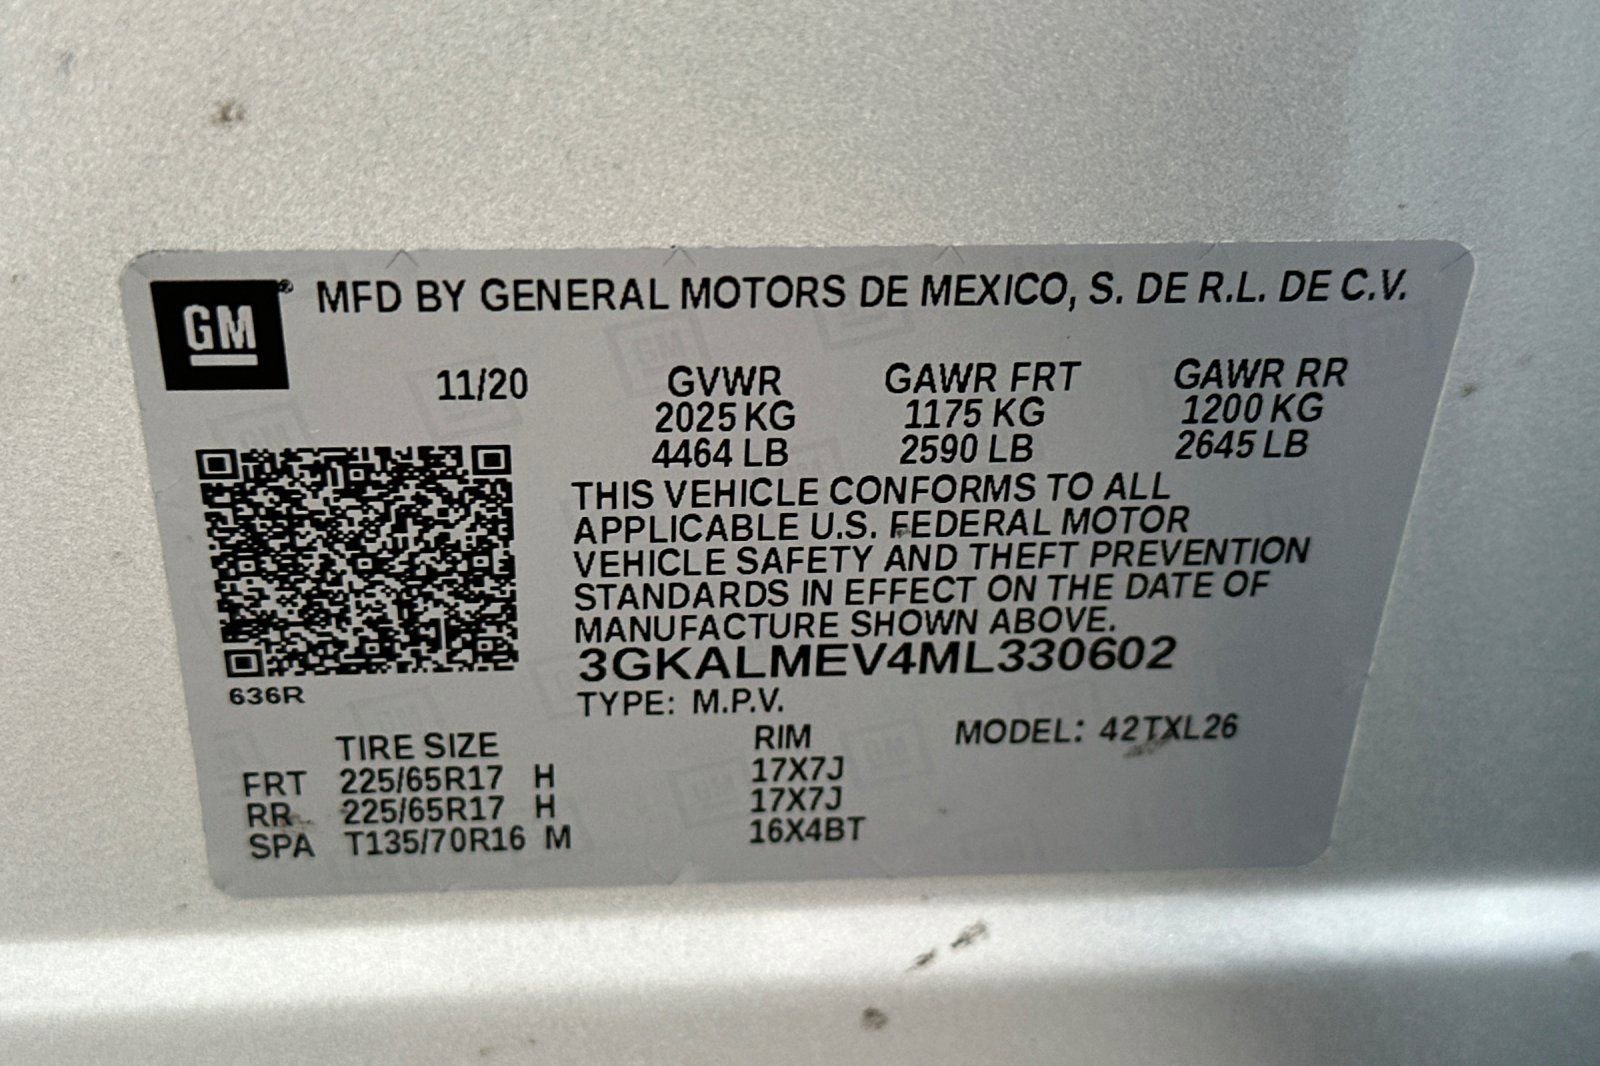 GM® MFD BY GENERAL MOTORS DE MEXICO, S. DE R.L. DE C.V.
11/20 GVWR GAWR FRT GAWR RR
2025 KG 1175 KG 1200 KG
4464 LB 2590 LB 2645 LB
THIS VEHICLE CONFORMS TO ALL
APPLICABLE U.S. FEDERAL MOTOR
VEHICLE SAFETY AND THEFT PREVENTION
STANDARDS IN EFFECT ON THE DATE OF
MANUFACTURE SHOWN ABOVE.
3GKALMEV4ML330602
636R
TYPE: M.P.V.
TIRE SIZE RIM MODEL: 42TXL26
FRT 225/65R17 H 17X7J
RR 225/65R17 H 17X7J
SPA T135/70R16 M 16X4BT